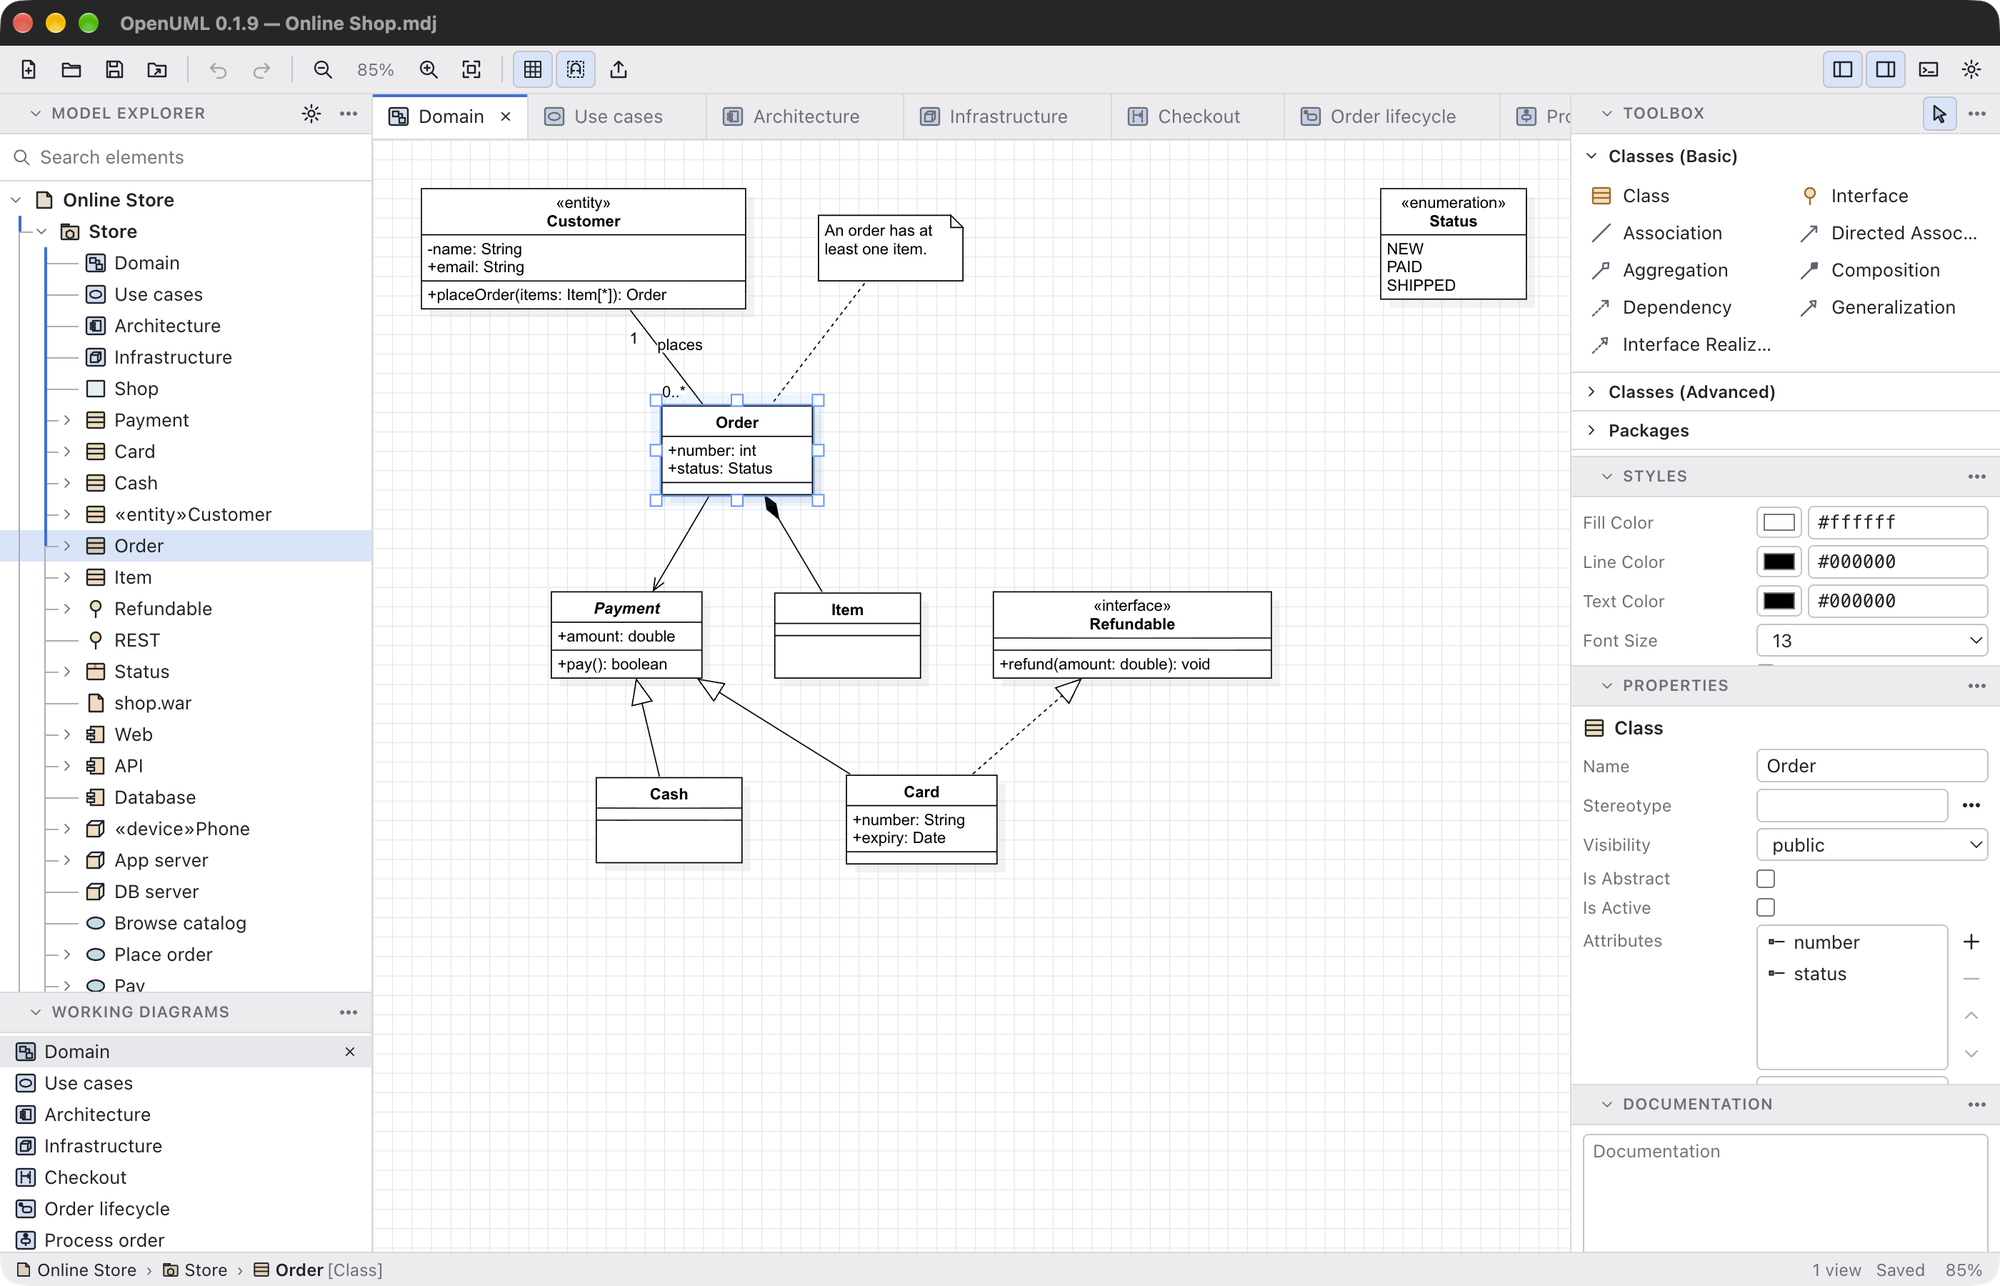 OpenUML 0.1.9 — Online Shop.mdj
85%
MODEL EXPLORER
Search elements
Online Store
Store
Domain
Use cases
Architecture
Infrastructure
Shop
Payment
Card
Cash
«entity»Customer
Order
Item
Refundable
REST
Status
shop.war
Web
API
Database
«device»Phone
App server
DB server
Browse catalog
Place order
Pay
WORKING DIAGRAMS
Domain
Use cases
Architecture
Infrastructure
Checkout
Order lifecycle
Process order
Domain
Use cases
Architecture
Infrastructure
Checkout
Order lifecycle
Pro
«entity»
Customer
-name: String
+email: String
+placeOrder(items: Item[*]): Order
An order has at
least one item.
«enumeration»
Status
NEW
PAID
SHIPPED
1
places
0..*
Order
+number: int
+status: Status
Payment
+amount: double
+pay(): boolean
Item
«interface»
Refundable
+refund(amount: double): void
Cash
Card
+number: String
+expiry: Date
TOOLBOX
Classes (Basic)
Class
Interface
Association
Directed Assoc...
Aggregation
Composition
Dependency
Generalization
Interface Realiz...
Classes (Advanced)
Packages
STYLES
Fill Color
#ffffff
Line Color
#000000
Text Color
#000000
Font Size
13
PROPERTIES
Class
Name
Order
Stereotype
Visibility
public
Is Abstract
Is Active
Attributes
number
status
DOCUMENTATION
Documentation
Online Store › Store › Order [Class]
1 view Saved 85%